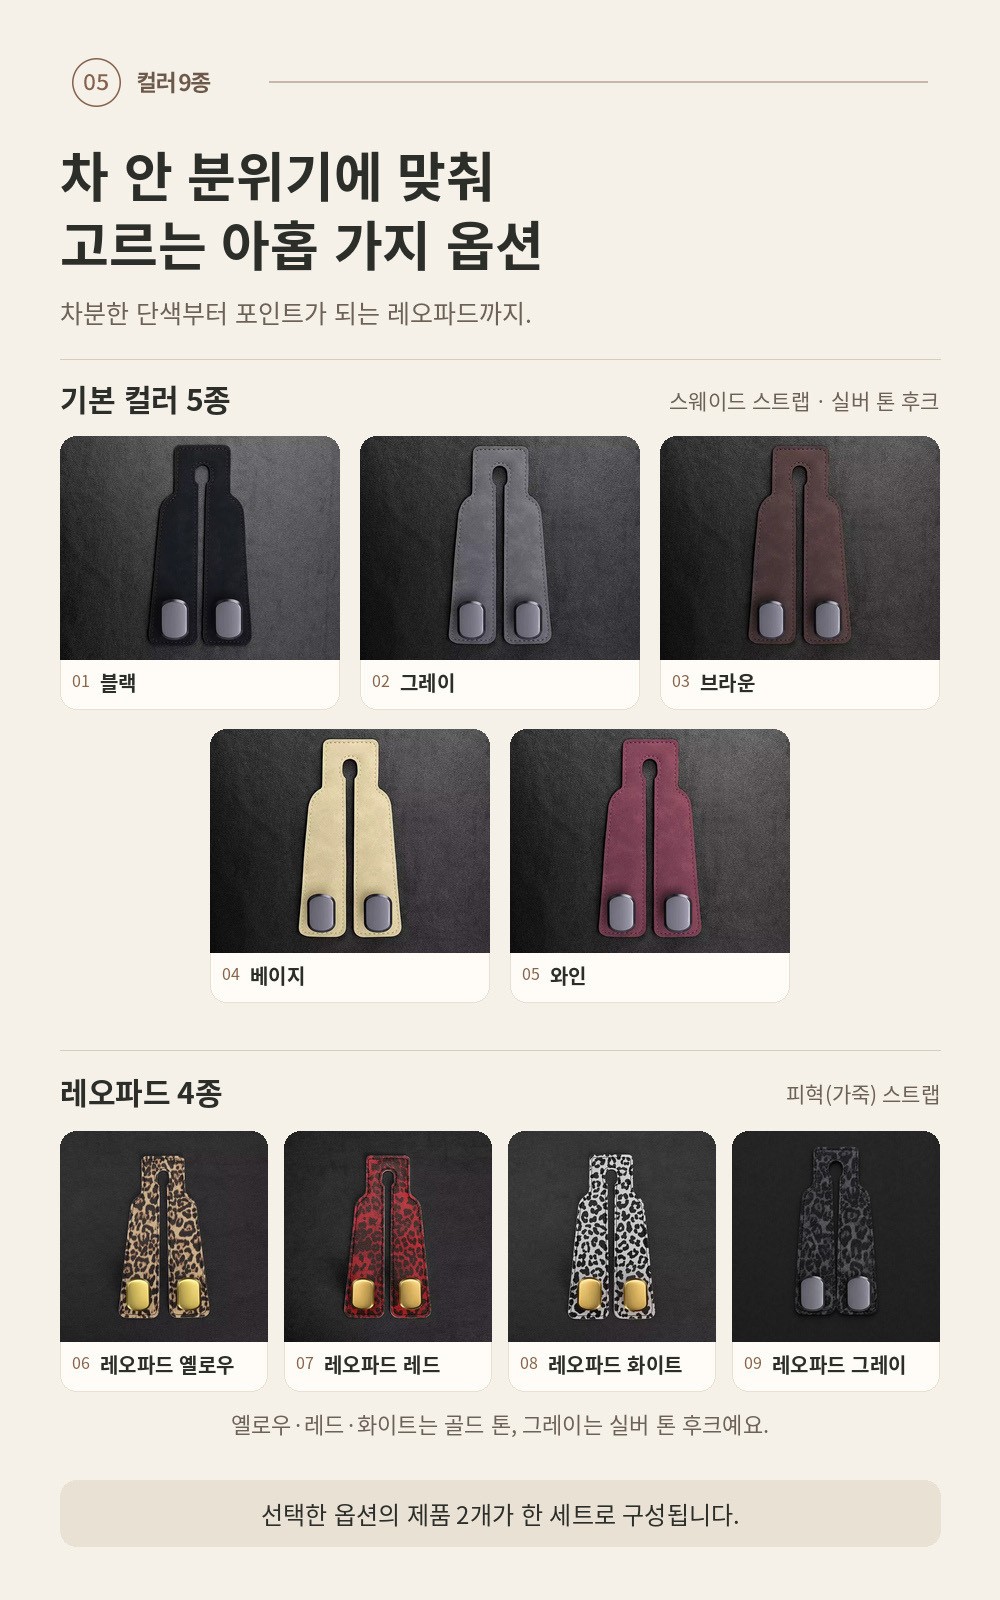 05 컬러 9종
차 안 분위기에 맞춰
고르는 아홉 가지 옵션
차분한 단색부터 포인트가 되는 레오파드까지.
기본 컬러 5종
스웨이드 스트랩 · 실버 톤 후크
01 블랙
02 그레이
03 브라운
04 베이지
05 와인
레오파드 4종
피혁(가죽) 스트랩
06 레오파드 옐로우
07 레오파드 레드
08 레오파드 화이트
09 레오파드 그레이
옐로우·레드·화이트는 골드 톤, 그레이는 실버 톤 후크예요.
선택한 옵션의 제품 2개가 한 세트로 구성됩니다.